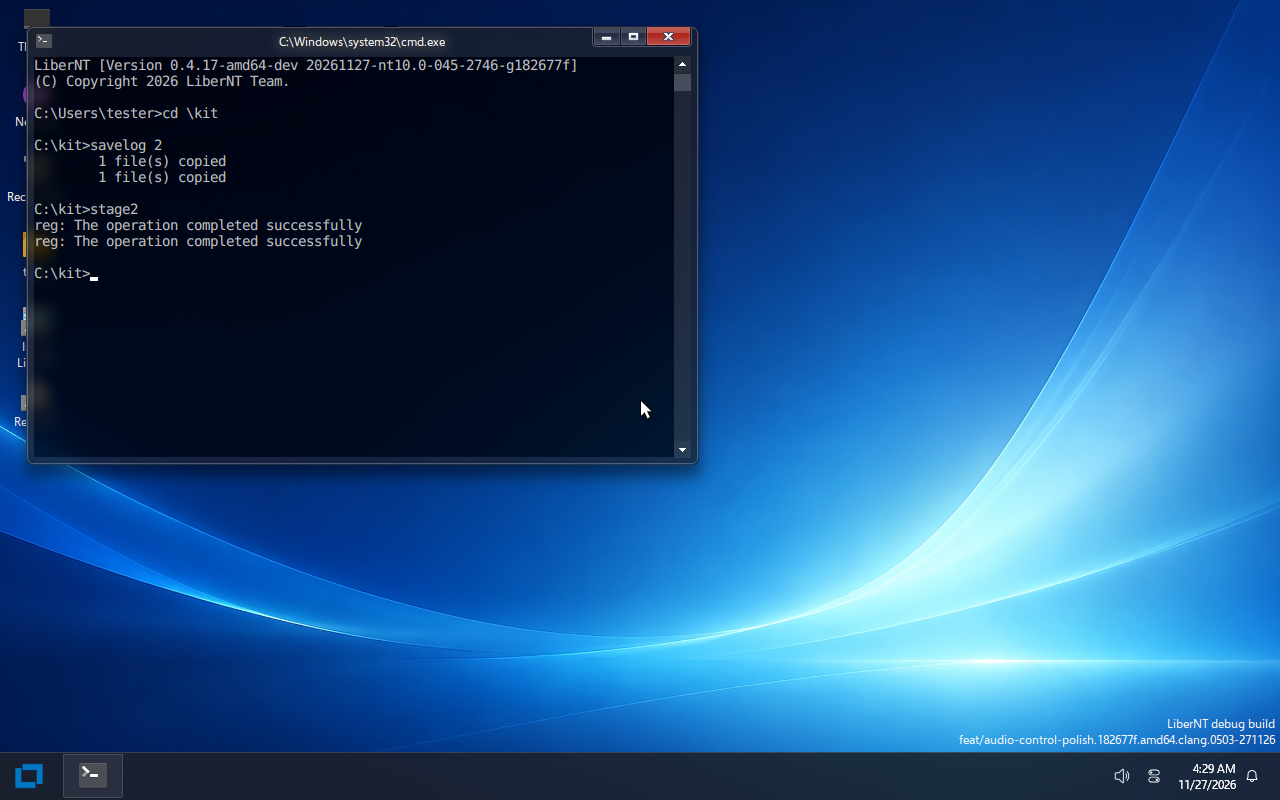 C:\Windows\system32\cmd.exe
LiberNT [Version 0.4.17-amd64-dev 20261127-nt10.0-045-2746-g182677f]
(C) Copyright 2026 LiberNT Team.
C:\Users\tester>cd \kit
C:\kit>savelog 2
1 file(s) copied
1 file(s) copied
C:\kit>stage2
reg: The operation completed successfully
reg: The operation completed successfully
C:\kit>
LiberNT debug build
feat/audio-control-polish.182677f.amd64.clang.0503-271126
4:29 AM
11/27/2026